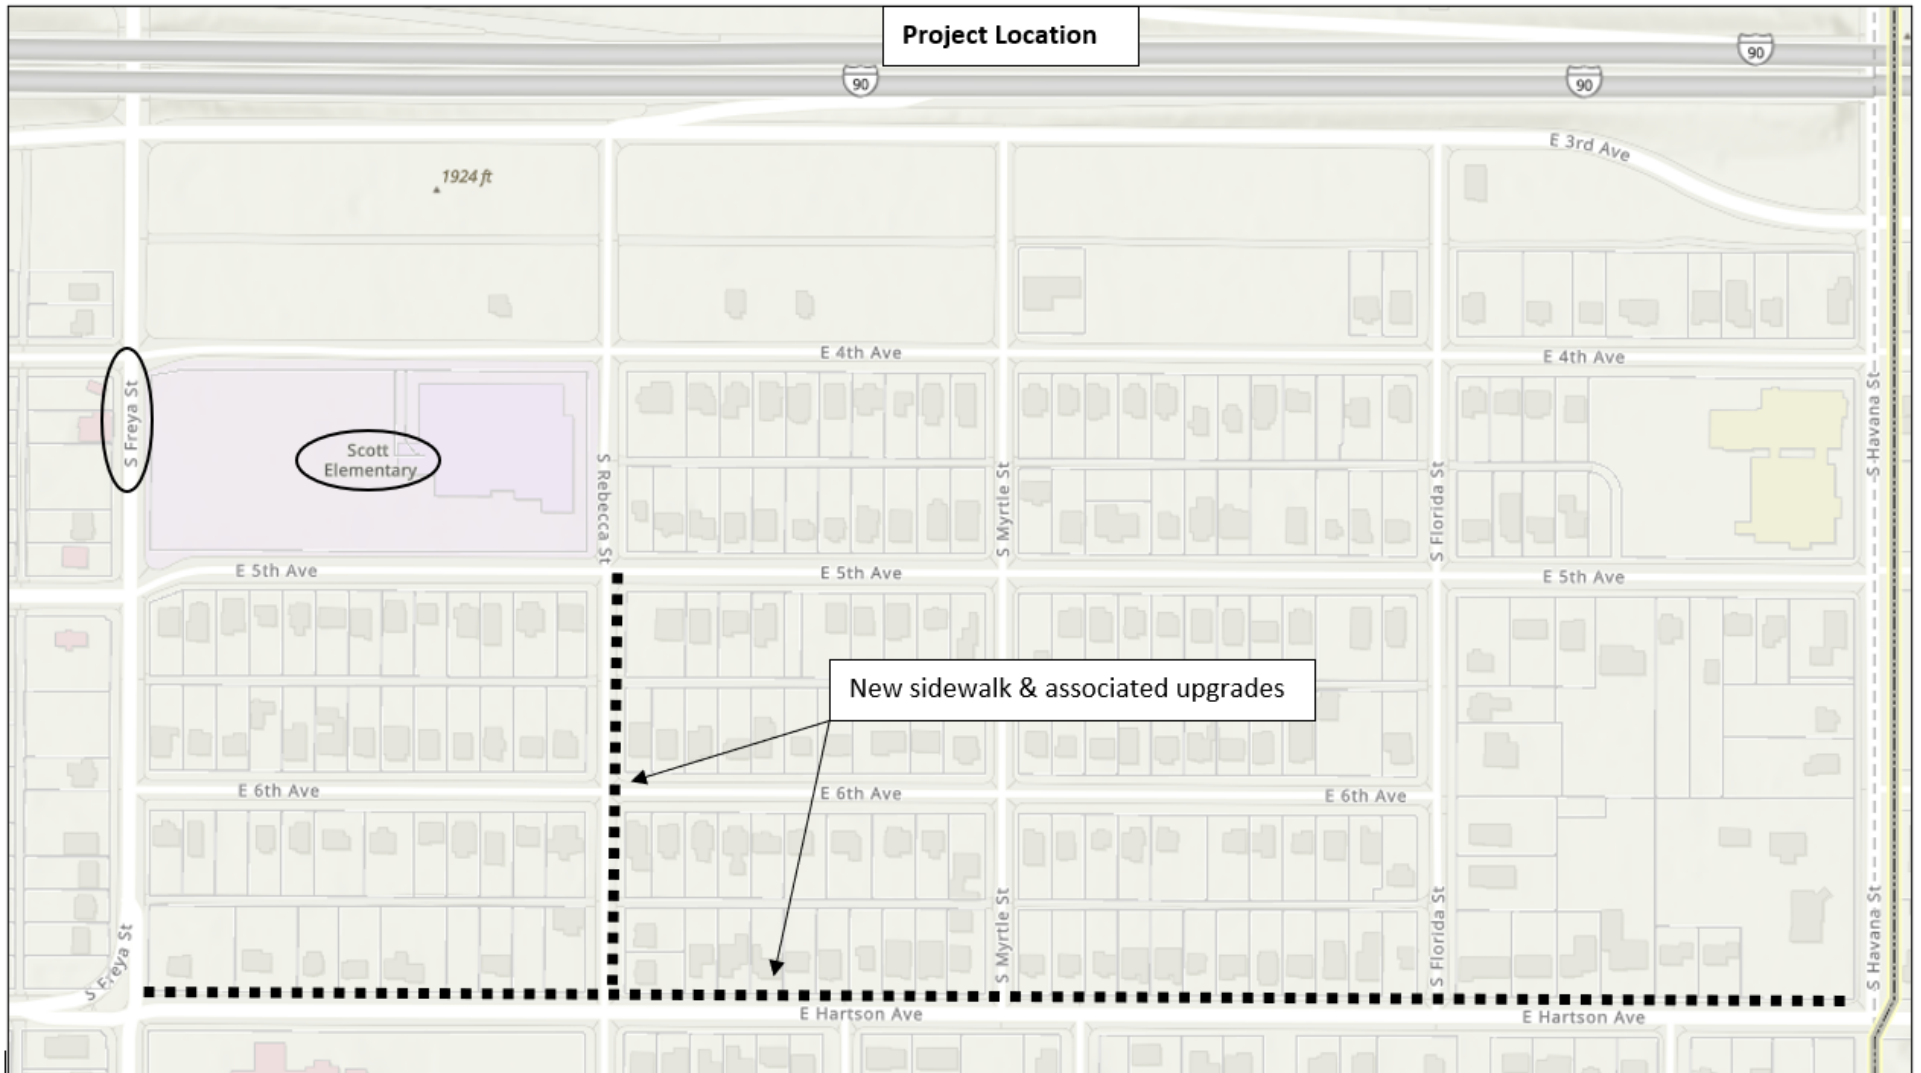 Project Location
90
90
90
E 3rd Ave
1924 ft
E 4th Ave
E 4th Ave
S Freya St
Scott
Elementary
S Rebecca St
S Myrtle St
S Florida St
S Havana St
E 5th Ave
E 5th Ave
E 5th Ave
New sidewalk & associated upgrades
E 6th Ave
E 6th Ave
E 6th Ave
S Freya St
S Myrtle St
S Florida St
S Havana St
E Hartson Ave
E Hartson Ave